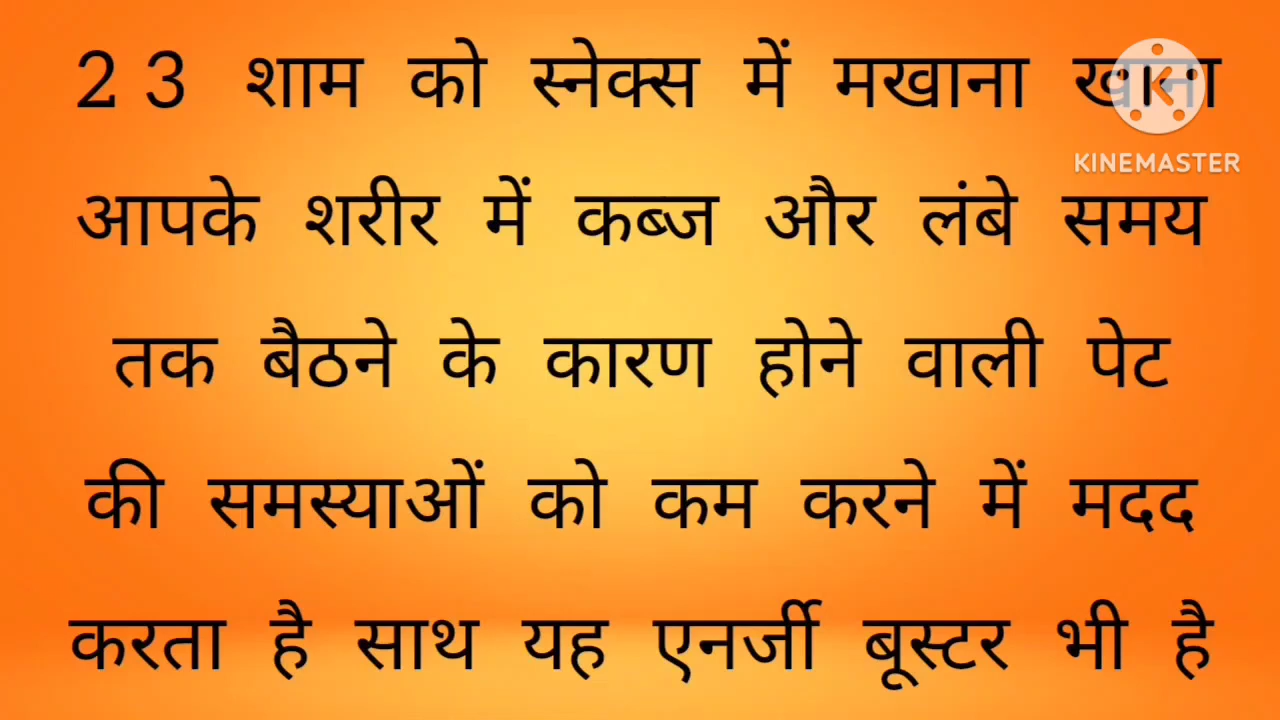 2 3 शाम को स्नेक्स में मखाना खाना
KINEMASTER
आपके शरीर में कब्ज और लंबे समय
तक बैठने के कारण होने वाली पेट
की समस्याओं को कम करने में मदद
करता है साथ यह एनर्जी बूस्टर भी है